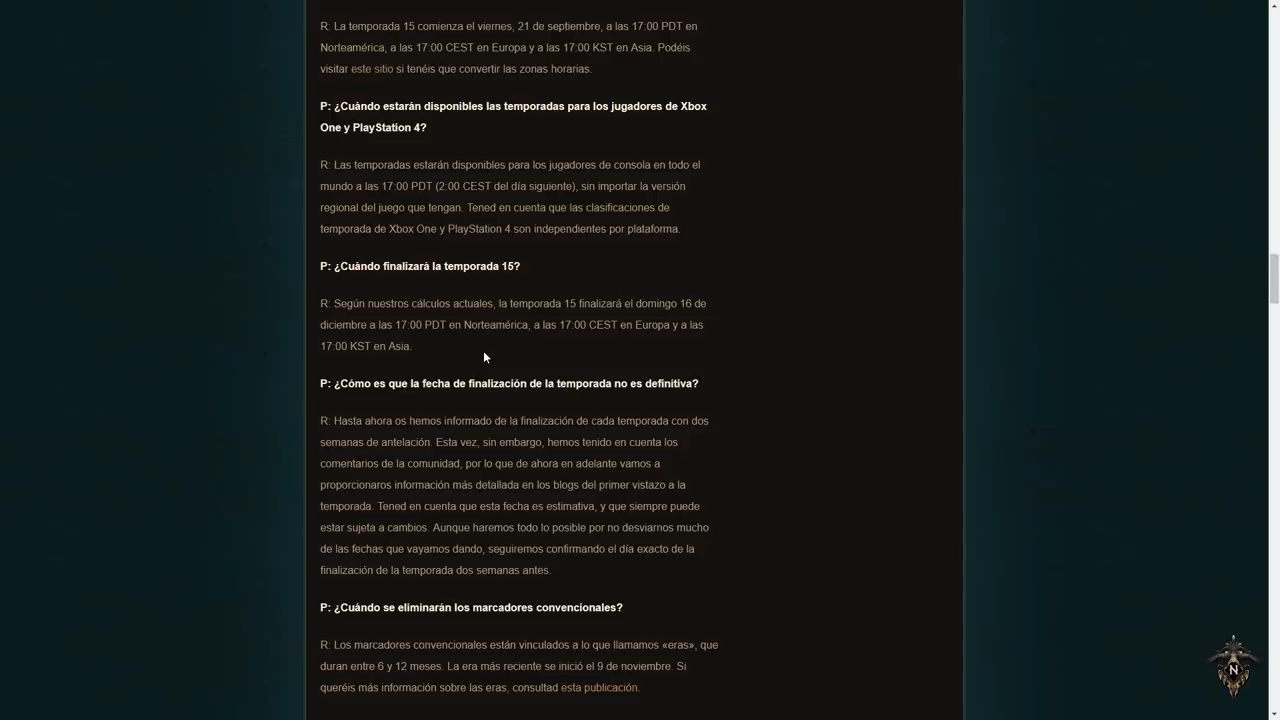 R: La temporada 15 comienza el viernes, 21 de septiembre, a las 17:00 PDT en
Norteamérica, a las 17:00 CEST en Europa y a las 17:00 KST en Asia. Podéis
visitar este sitio si tenéis que convertir las zonas horarias.
P: ¿Cuándo estarán disponibles las temporadas para los jugadores de Xbox
One y PlayStation 4?
R: Las temporadas estarán disponibles para los jugadores de consola en todo el
mundo a las 17:00 PDT (2:00 CEST del día siguiente), sin importar la versión
regional del juego que tengan. Tened en cuenta que las clasificaciones de
temporada de Xbox One y PlayStation 4 son independientes por plataforma.
P: ¿Cuándo finalizará la temporada 15?
R: Según nuestros cálculos actuales, la temporada 15 finalizará el domingo 16 de
diciembre a las 17:00 PDT en Norteamérica, a las 17:00 CEST en Europa y a las
17:00 KST en Asia.
P: ¿Cómo es que la fecha de finalización de la temporada no es definitiva?
R: Hasta ahora os hemos informado de la finalización de cada temporada con dos
semanas de antelación. Esta vez, sin embargo, hemos tenido en cuenta los
comentarios de la comunidad, por lo que de ahora en adelante vamos a
proporcionaros información más detallada en los blogs del primer vistazo a la
temporada. Tened en cuenta que esta fecha es estimativa, y que siempre puede
estar sujeta a cambios. Aunque haremos todo lo posible por no desviarnos mucho
de las fechas que vayamos dando, seguiremos confirmando el día exacto de la
finalización de la temporada dos semanas antes.
P: ¿Cuándo se eliminarán los marcadores convencionales?
R: Los marcadores convencionales están vinculados a lo que llamamos «eras», que
duran entre 6 y 12 meses. La era más reciente se inició el 9 de noviembre. Si
queréis más información sobre las eras, consultad esta publicación.
N